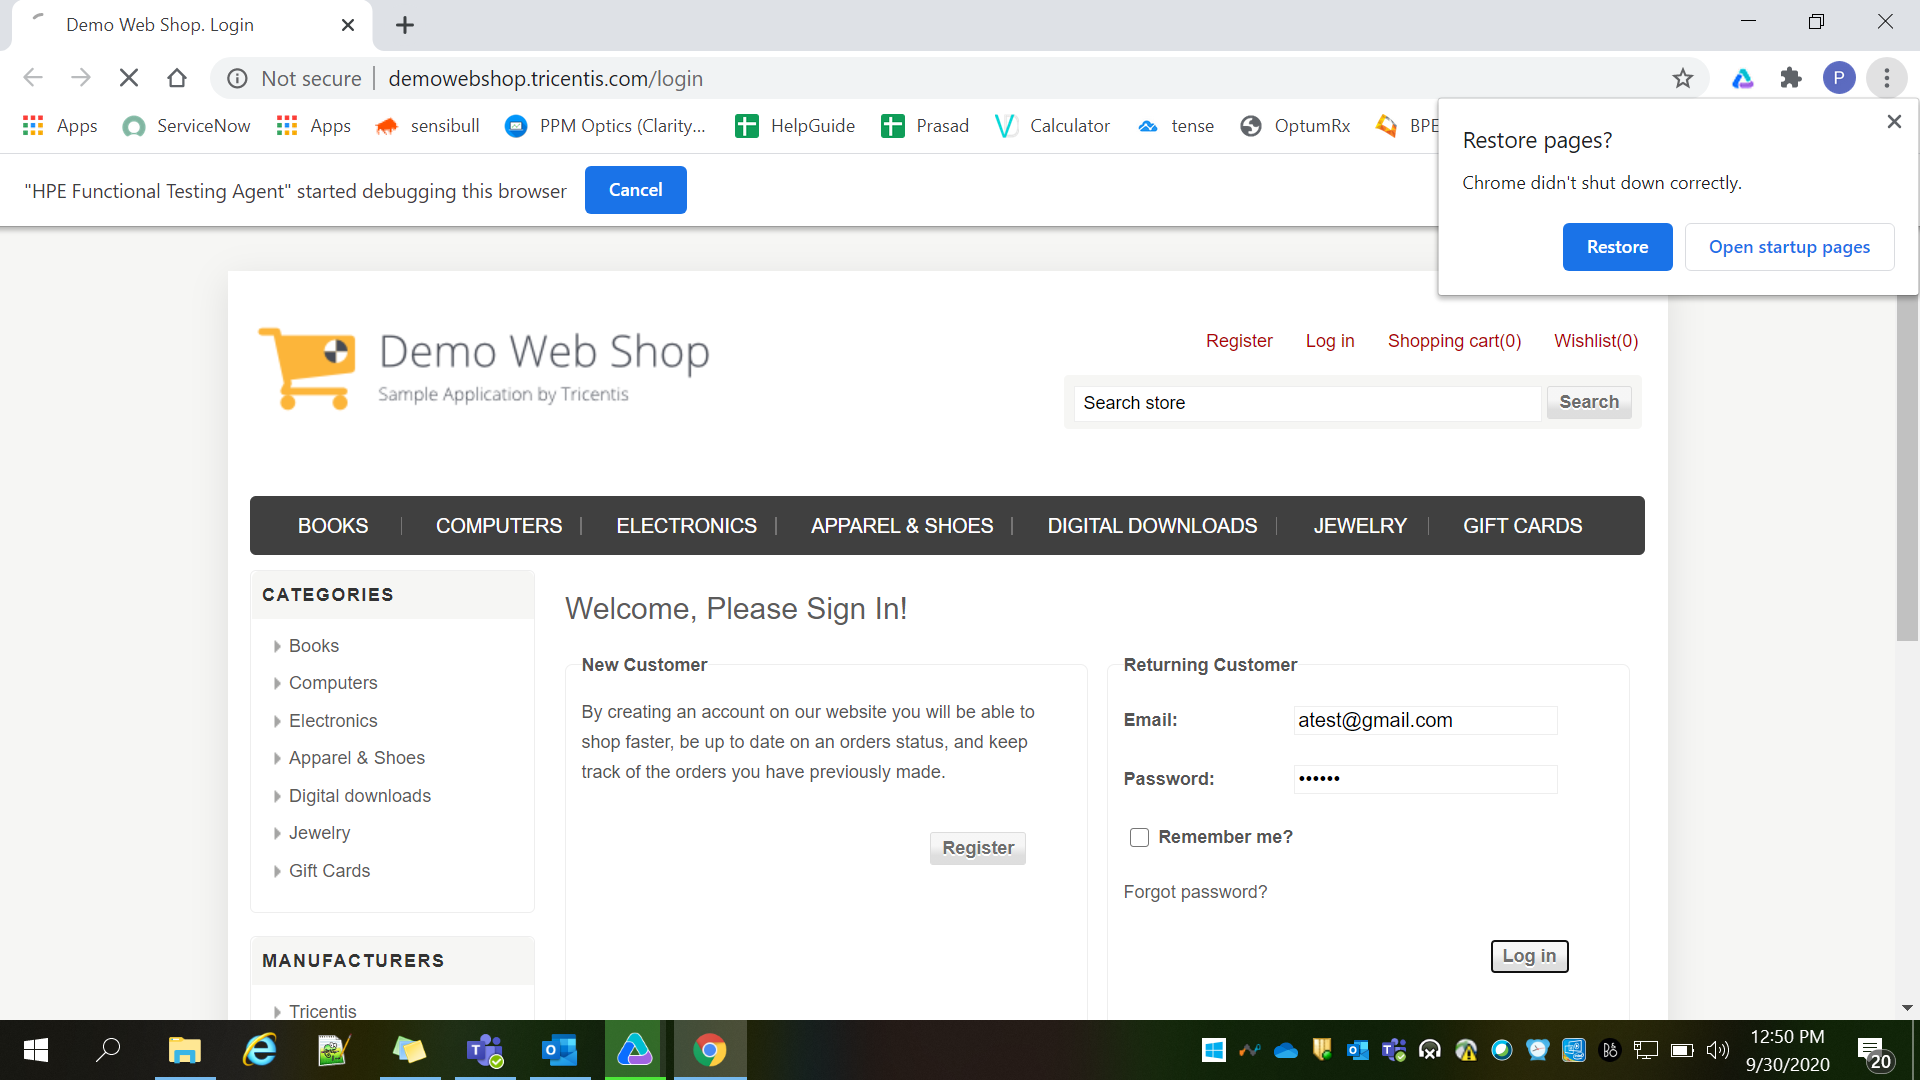 Demo Web Shop. Login
Not secure
demowebshop.tricentis.com/login
P
Apps
ServiceNow
Apps
sensibull
PPM Optics (Clarity...
HelpGuide
Prasad
Calculator
tense
OptumRx
BPE
"HPE Functional Testing Agent" started debugging this browser
Cancel
Restore pages?
Chrome didn't shut down correctly.
Restore
Open startup pages
Demo Web Shop
Sample Application by Tricentis
Register
Log in
Shopping cart(0)
Wishlist(0)
Search store
Search
BOOKS
COMPUTERS
ELECTRONICS
APPAREL & SHOES
DIGITAL DOWNLOADS
JEWELRY
GIFT CARDS
CATEGORIES
Books
Computers
Electronics
Apparel & Shoes
Digital downloads
Jewelry
Gift Cards
MANUFACTURERS
Tricentis
Welcome, Please Sign In!
New Customer
By creating an account on our website you will be able to
shop faster, be up to date on an orders status, and keep
track of the orders you have previously made.
Register
Returning Customer
Email:
atest@gmail.com
Password:
••••••
Remember me?
Forgot password?
Log in
12:50 PM
9/30/2020
20